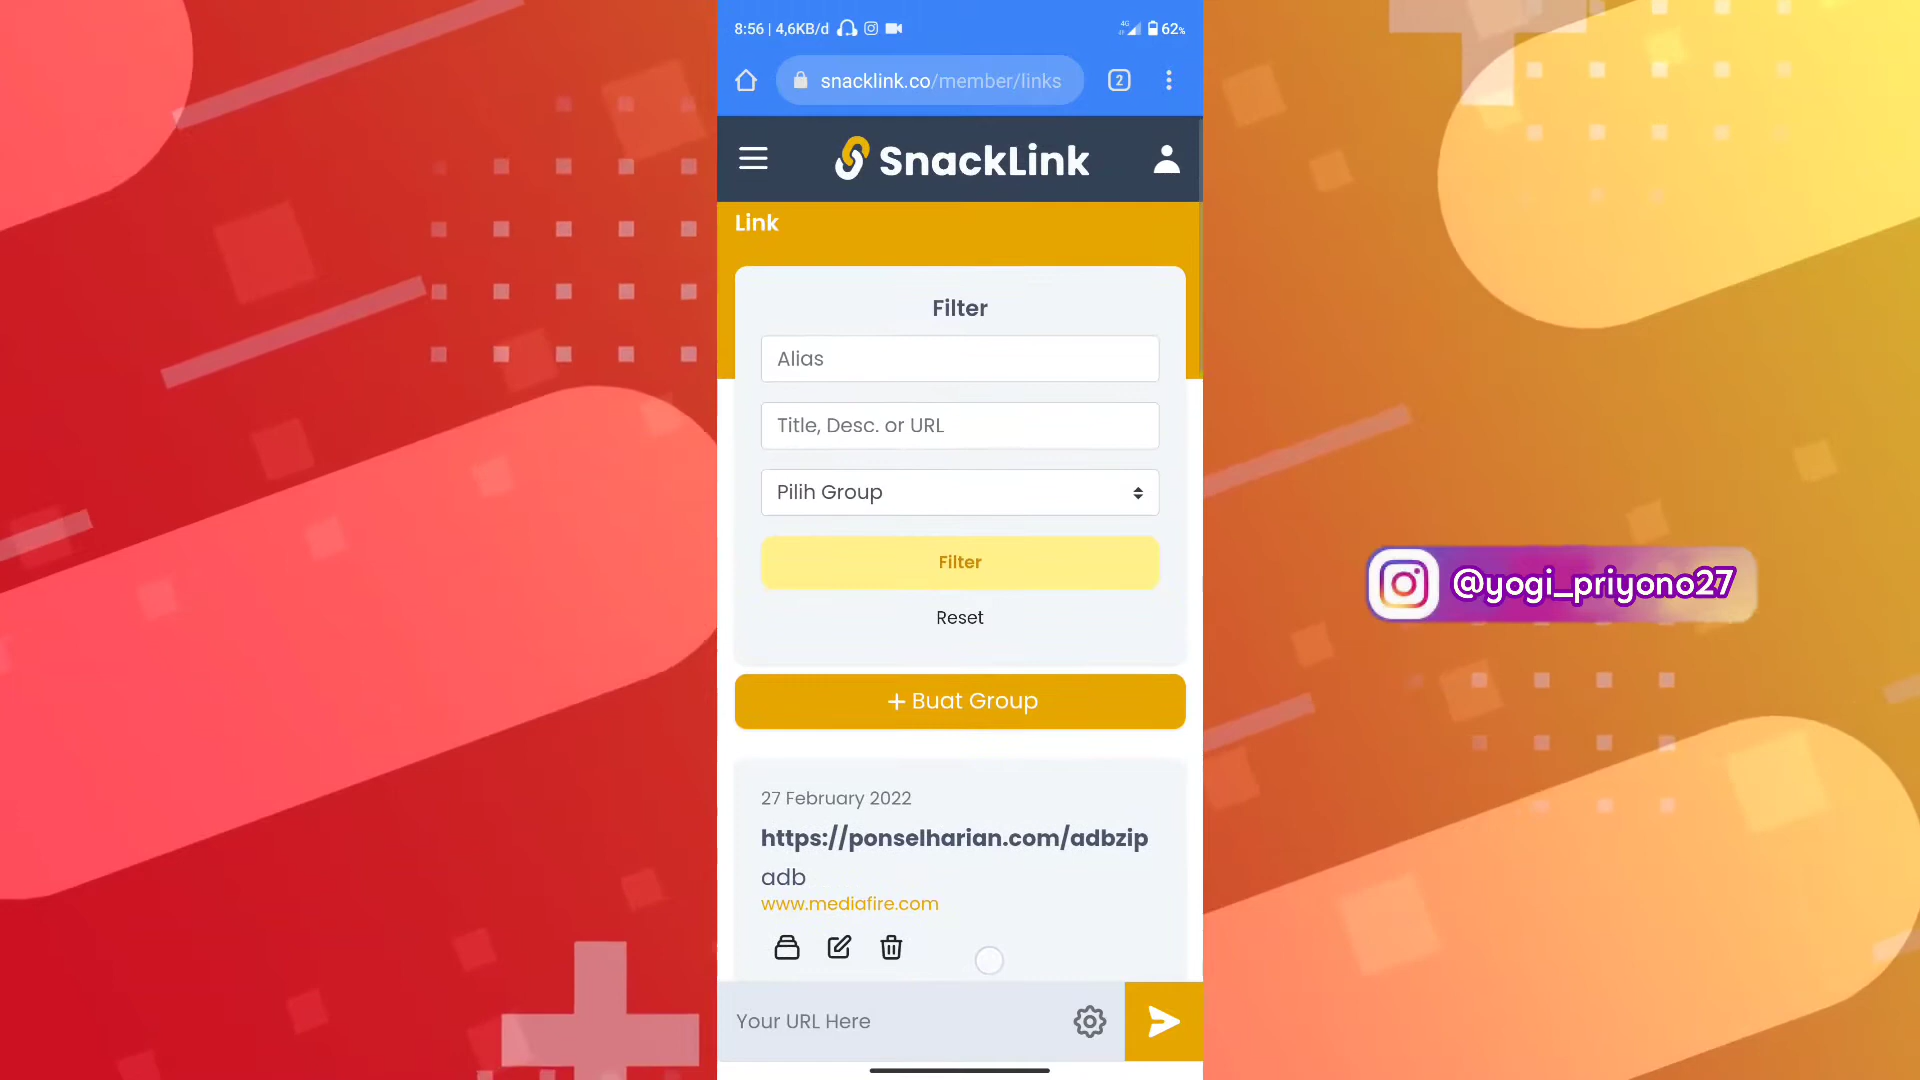 8:56 | 4,6KB/d
4G
62%
snacklink.co/member/links
2
SnackLink
Link
Filter
Alias
Title, Desc. or URL
Pilih Group
Filter
Reset
@yogi_priyono27
+ Buat Group
27 February 2022
https://ponselharian.com/adbzip
adb
www.mediafire.com
Your URL Here